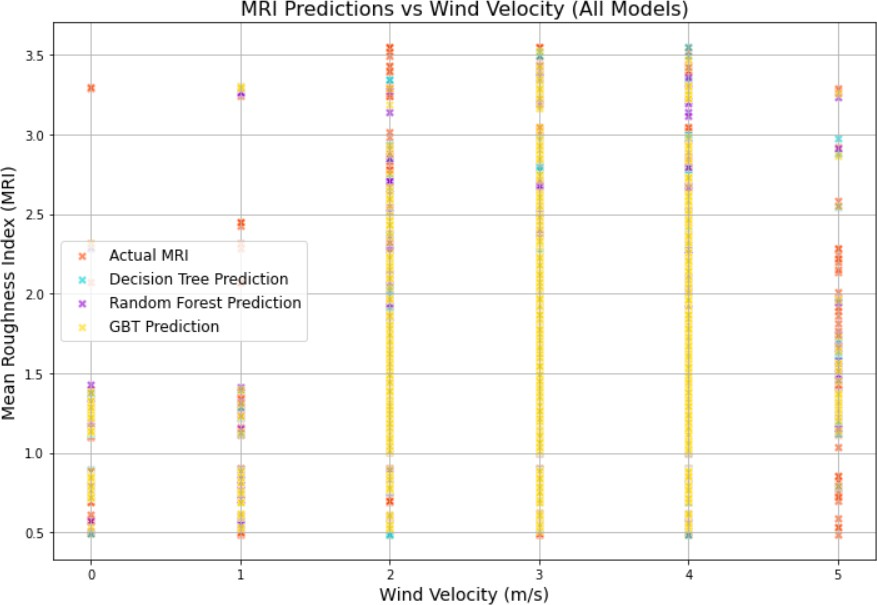 MRI Predictions vs Wind Velocity (All Models)
Mean Roughness Index (MRI)
3.5
3.0
2.5
2.0
1.5
1.0
0.5
Actual MRI
Decision Tree Prediction
Random Forest Prediction
GBT Prediction
0 1 2 3 4 5
Wind Velocity (m/s)